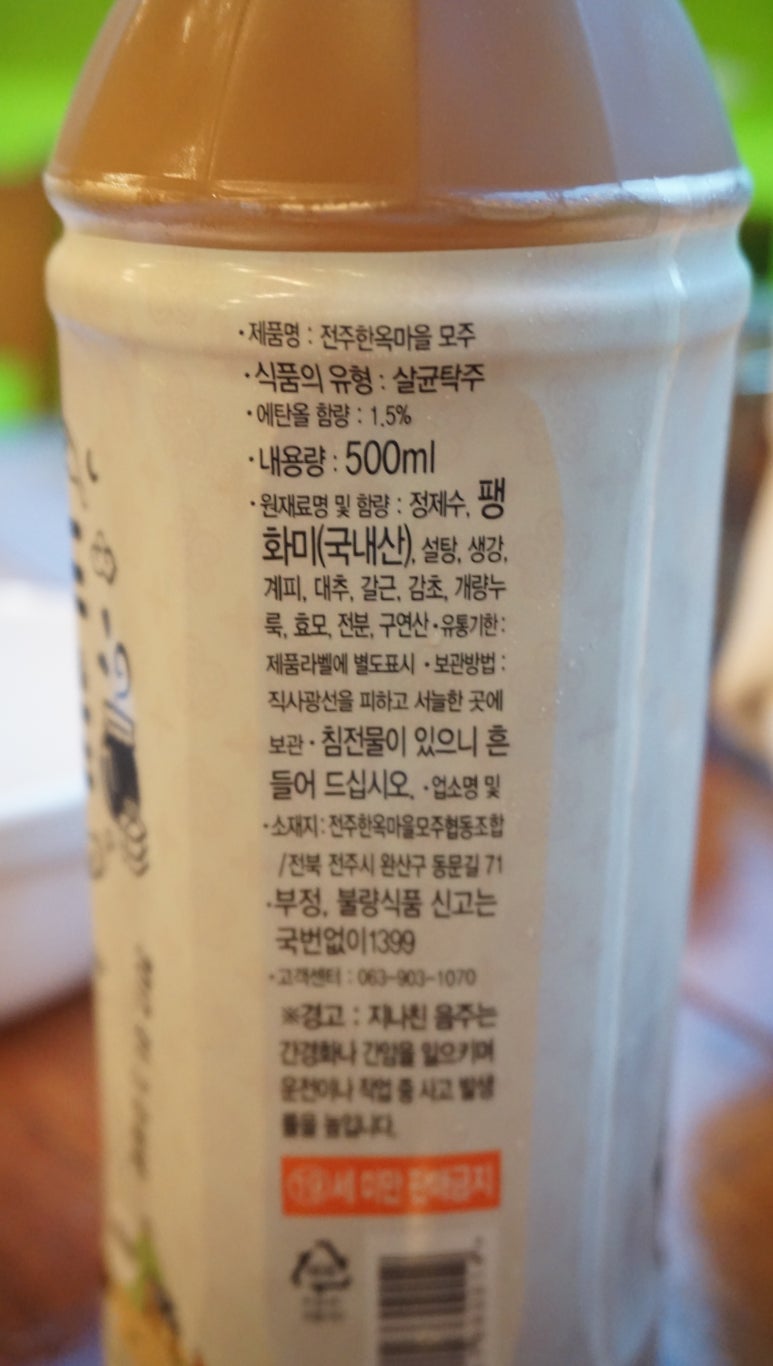 ·제품명 : 전주한옥마을 모주
·식품의 유형 : 살균탁주
·에탄올 함량 : 1.5%
·내용량 : 500ml
·원재료명 및 함량 : 정제수, 팽
화미(국내산), 설탕, 생강,
계피, 대추, 갈근, 감초, 개량누
룩, 효모, 전분, 구연산·유통기한:
제품라벨에 별도표시 ·보관방법 :
직사광선을 피하고 서늘한 곳에
보관·침전물이 있으니 흔
들어 드십시오. ·업소명 및
·소재지: 전주한옥마을모주협동조합
/전북 전주시 완산구 동문길 71
·부정, 불량식품 신고는
국번없이1399
·고객센터 : 063-903-1070
※경고 : 지나친 음주는
간경화나 간암을 일으키며
운전이나 작업 중 사고 발생
률을 높입니다.
19세 미만 판매금지